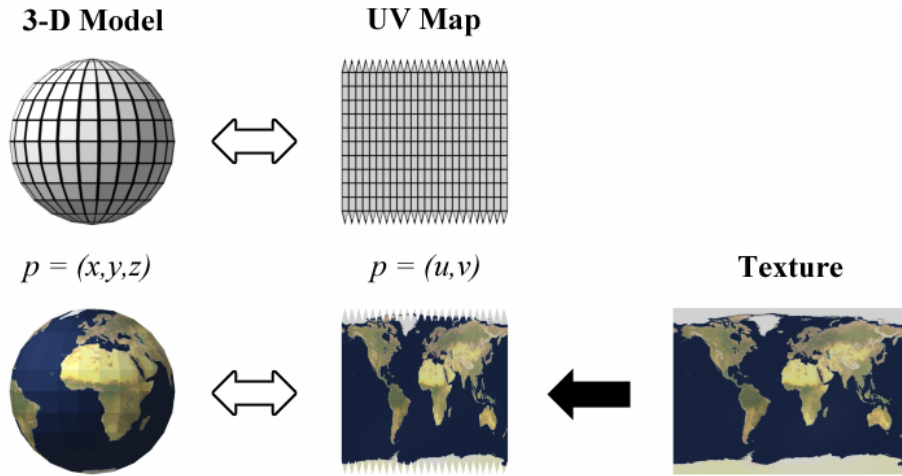 3-D Model
UV Map
p = (x,y,z)
p = (u,v)
Texture